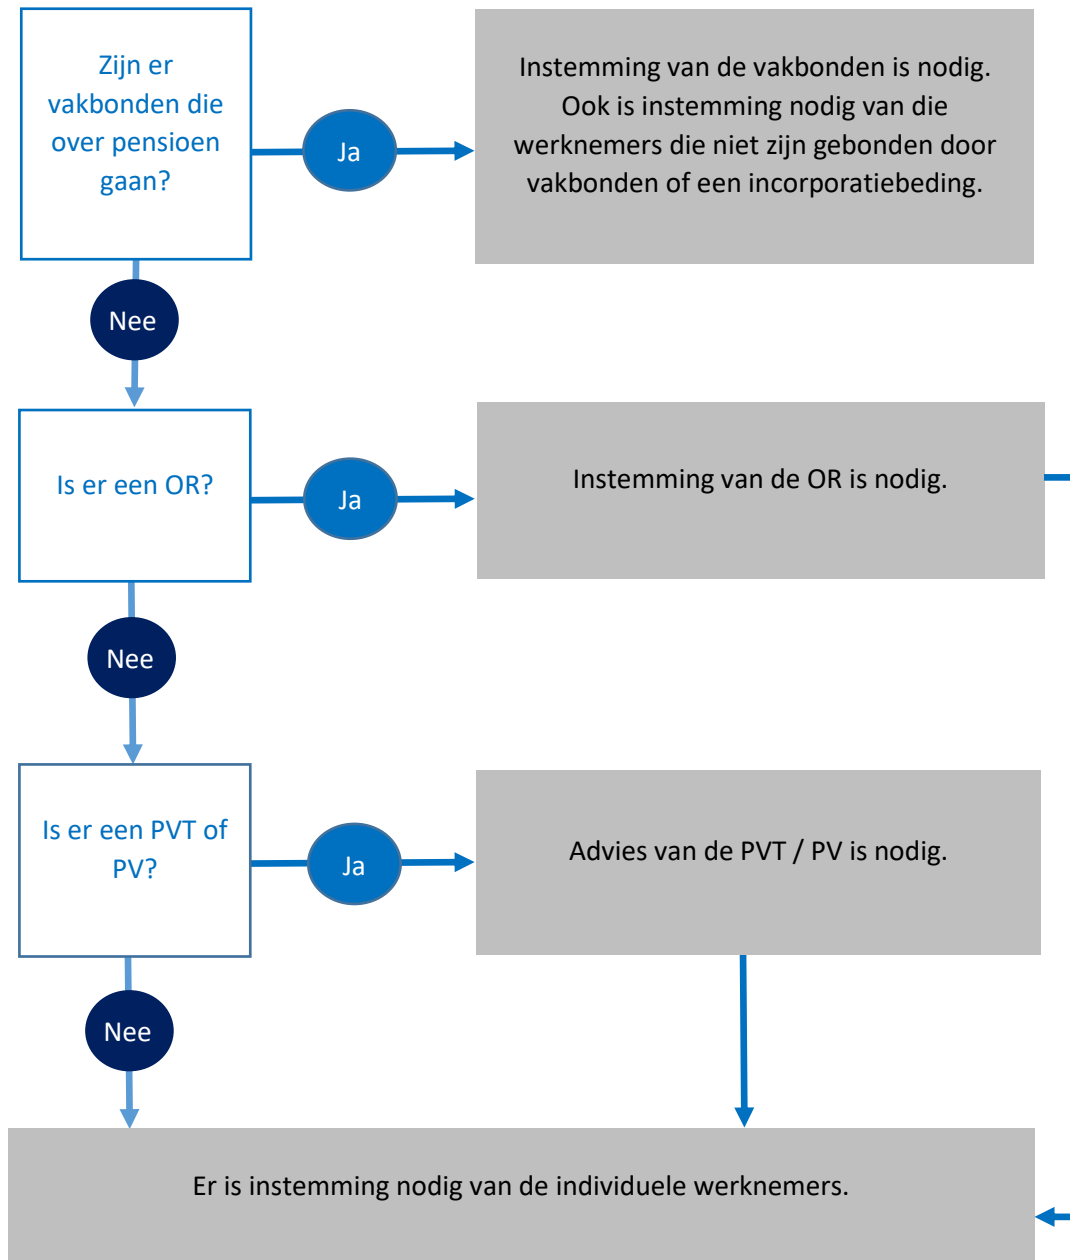 Zijn er
vakbonden die
over pensioen
gaan?
Ja
Instemming van de vakbonden is nodig.
Ook is instemming nodig van die
werknemers die niet zijn gebonden door
vakbonden of een incorporatiebeding.
Nee
Is er een OR?
Ja
Instemming van de OR is nodig.
Nee
Is er een PVT of
PV?
Ja
Advies van de PVT / PV is nodig.
Nee
Er is instemming nodig van de individuele werknemers.